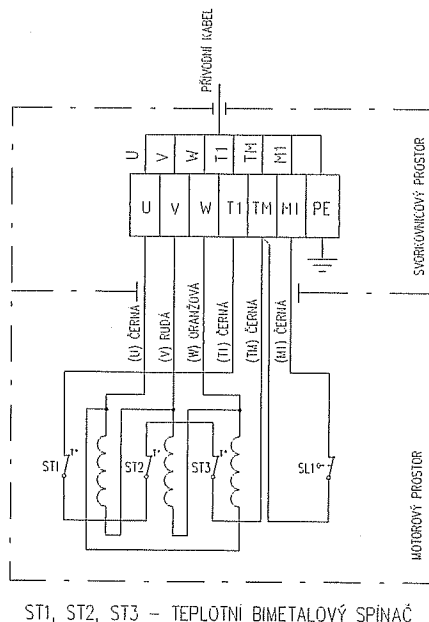 PŘÍVODNÍ KABEL
U
V
W
T1
TM
M1
U
V
W
T1
TM
M1
PE
SVORKOVNICOVÝ PROSTOR
(U) ČERNÁ
(V) RUDÁ
(W) ORANŽOVÁ
(T1) ČERNÁ
(TM) ČERNÁ
(M1) ČERNÁ
ST1
T°
ST2
T°
ST3
T°
SL1
MOTOROVÝ PROSTOR
ST1, ST2, ST3 – TEPLOTNÍ BIMETALOVÝ SPÍNAČ